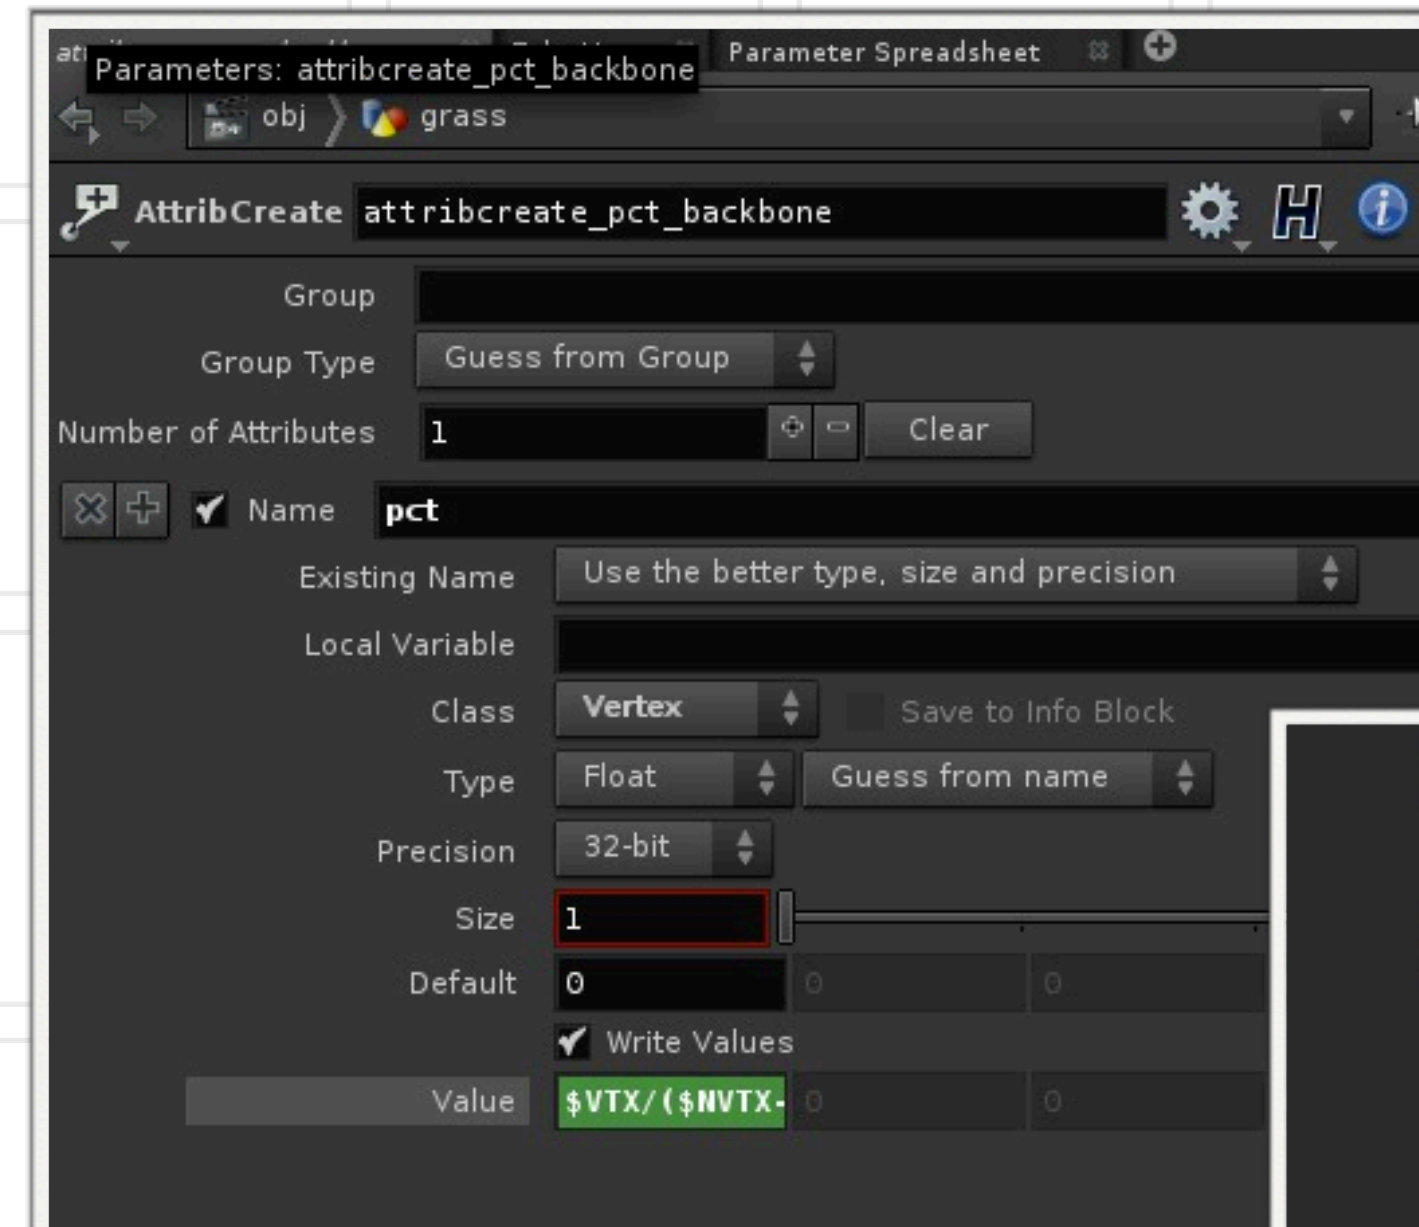 Parameter Spreadsheet
Parameters: attribcreate_pct_backbone
obj grass
AttribCreate attribcreate_pct_backbone
Group
Group Type Guess from Group
Number of Attributes 1 Clear
Name pct
Existing Name Use the better type, size and precision
Local Variable
Class Vertex Save to Info Block
Type Float Guess from name
Precision 32-bit
Size 1
Default 0 0 0
Write Values
Value $VTX/($NVTX- 0 0